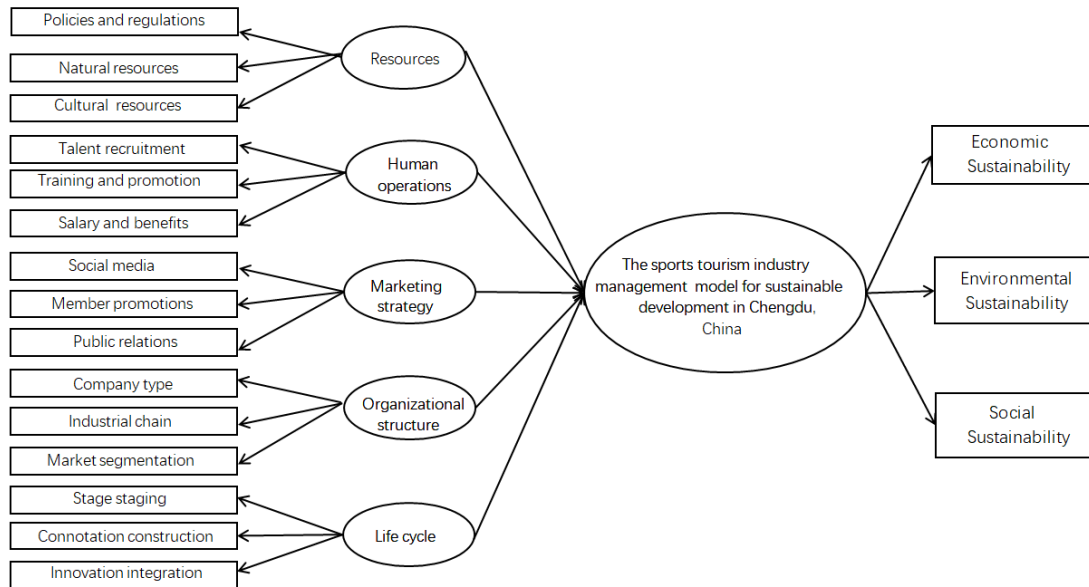 Policies and regulations
Natural resources
Cultural resources
Resources
Talent recruitment
Training and promotion
Salary and benefits
Human
operations
Social media
Member promotions
Public relations
Marketing
strategy
Company type
Industrial chain
Market segmentation
Organizational
structure
Stage staging
Connotation construction
Innovation integration
Life cycle
The sports tourism industry
management model for sustainable
development in Chengdu,
China
Economic
Sustainability
Environmental
Sustainability
Social
Sustainability